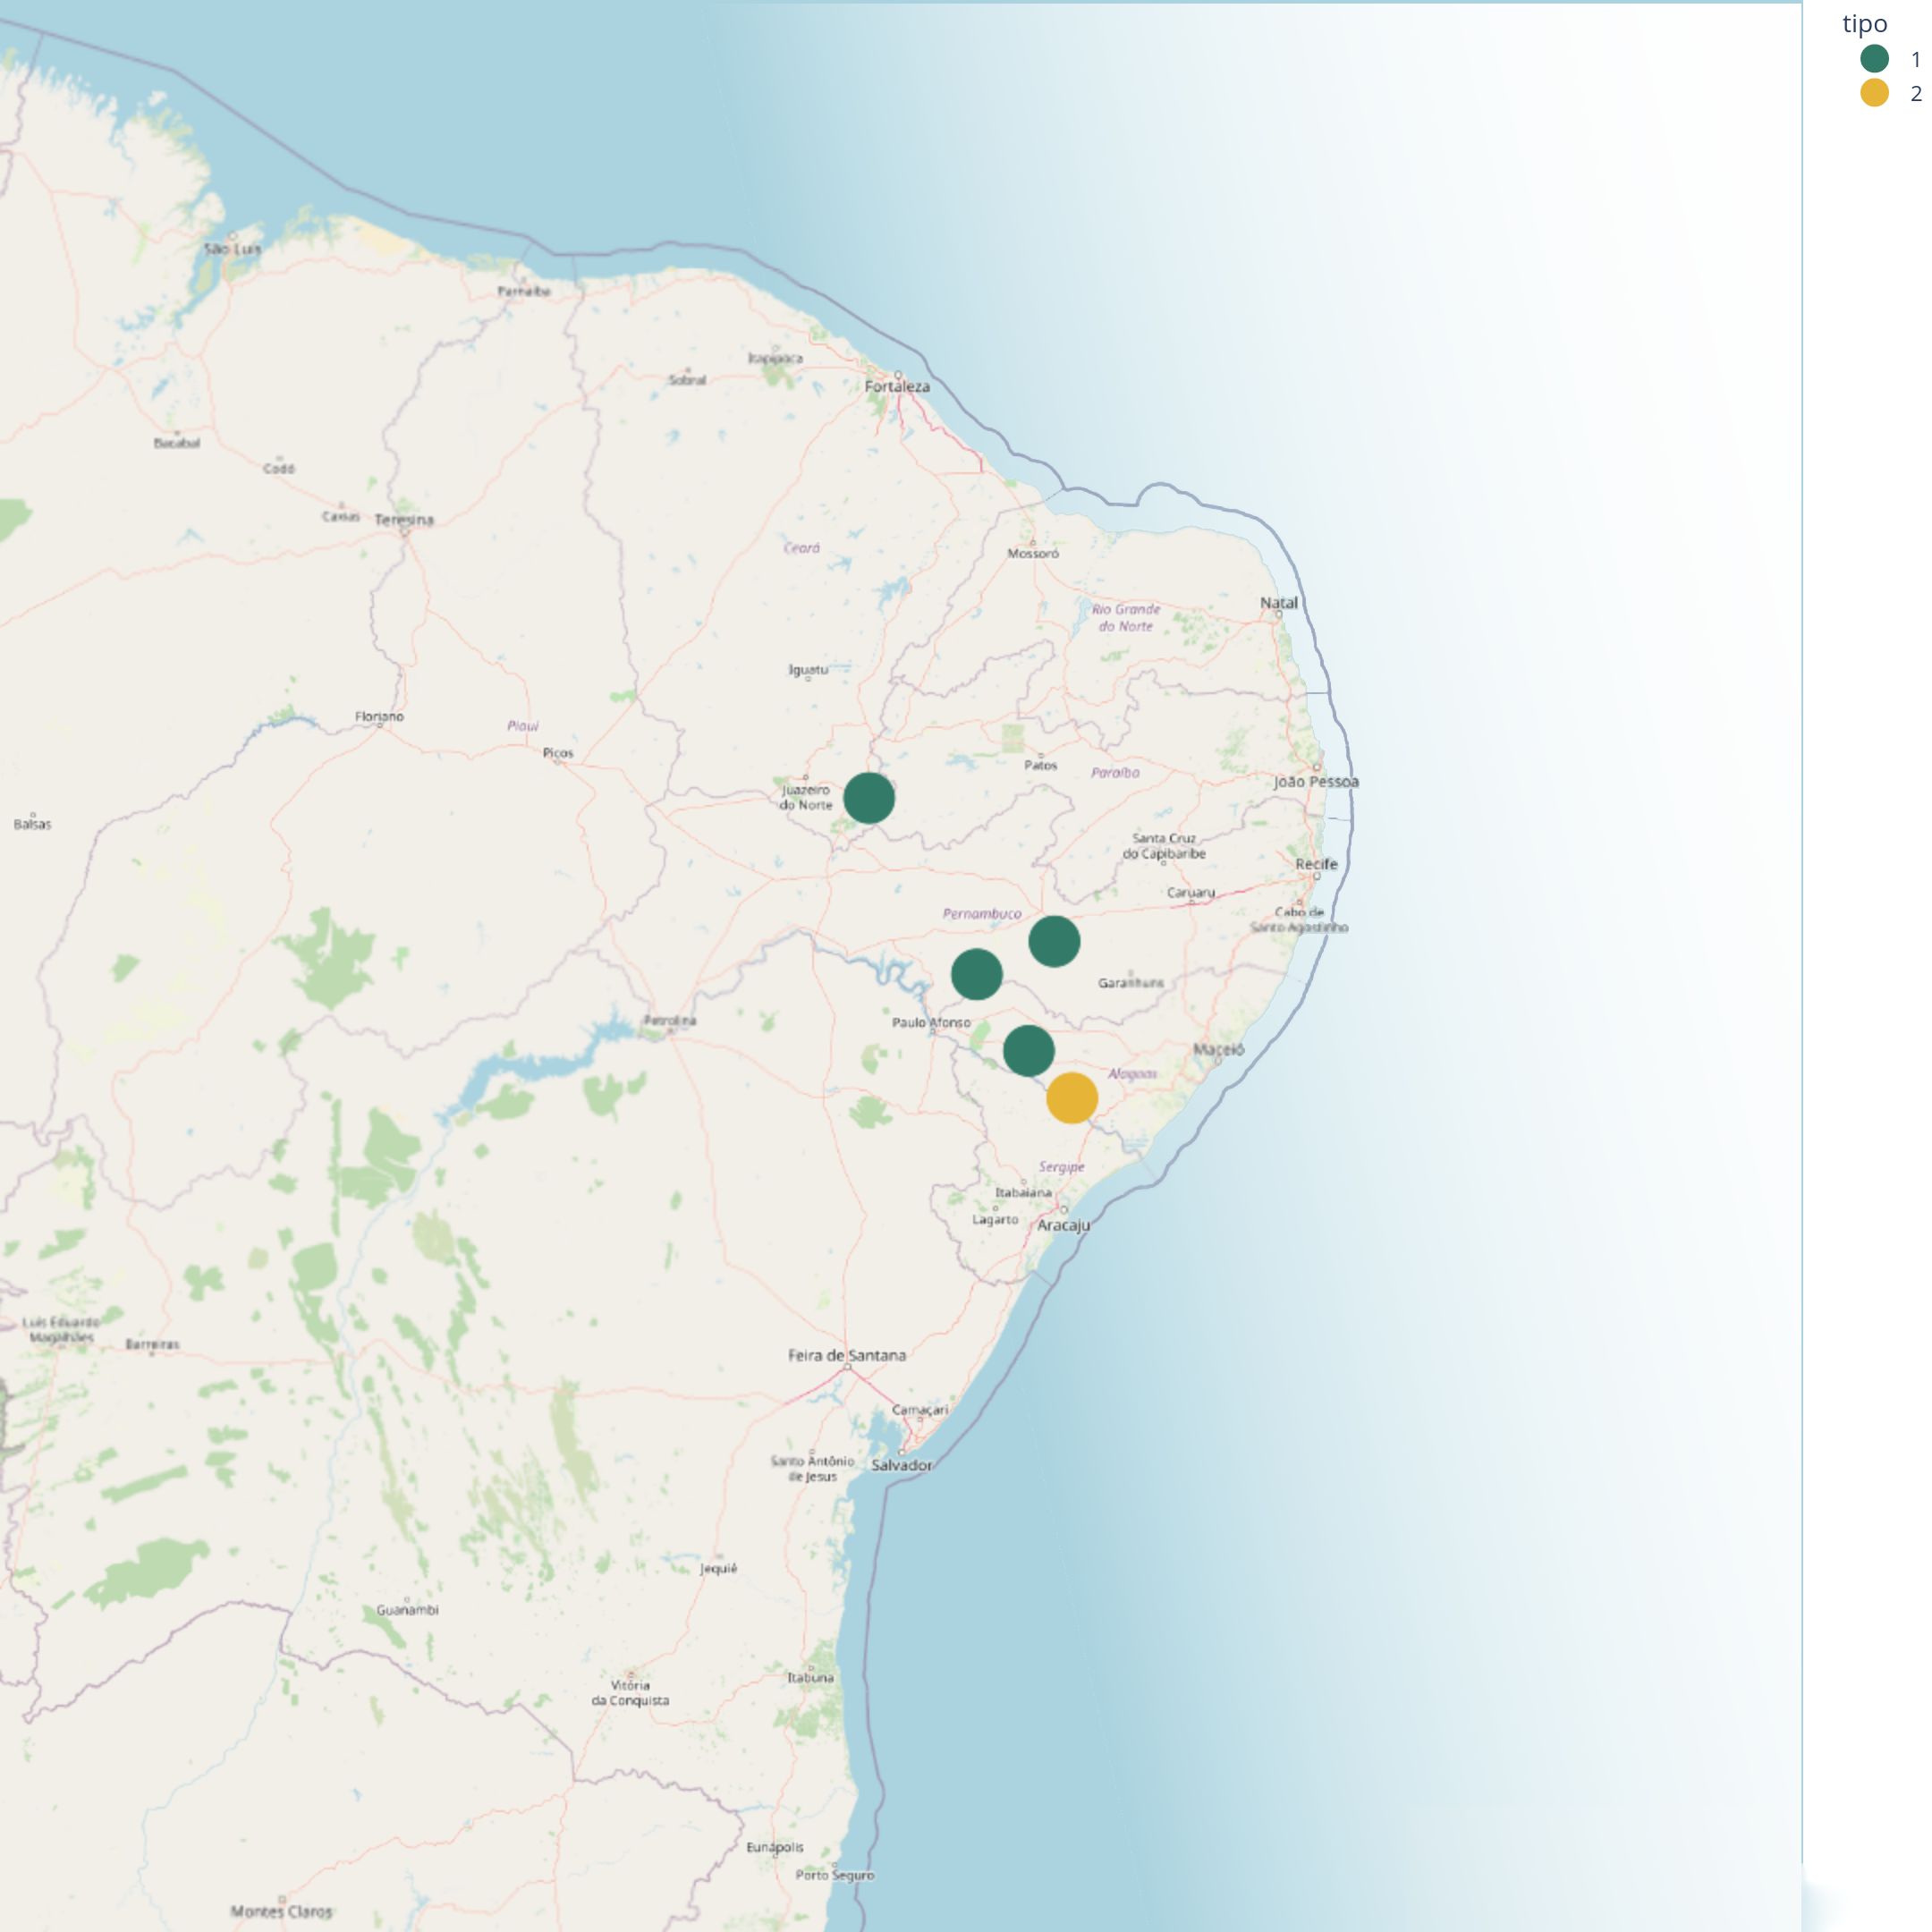 tipo
1
2
São Luís
Parnaíba
Itapipoca
Sobral
Fortaleza
Bacabal
Codó
Caxias
Teresina
Ceará
Mossoró
Natal
Rio Grande
do Norte
Iguatu
Floriano
Piauí
Picos
Patos
Paraíba
João Pessoa
Juazeiro
do Norte
Balsas
Santa Cruz
do Capibaribe
Recife
Caruaru
Pernambuco
Cabo de
Santo Agostinho
Garanhuns
Petrolina
Paulo Afonso
Maceió
Alagoas
Sergipe
Itabaiana
Lagarto
Aracaju
Luís Eduardo
Magalhães
Barreiras
Feira de Santana
Camaçari
Santo Antônio
de Jesus
Salvador
Jequié
Guanambi
Itabuna
Vitória
da Conquista
Eunápolis
Porto Seguro
Montes Claros